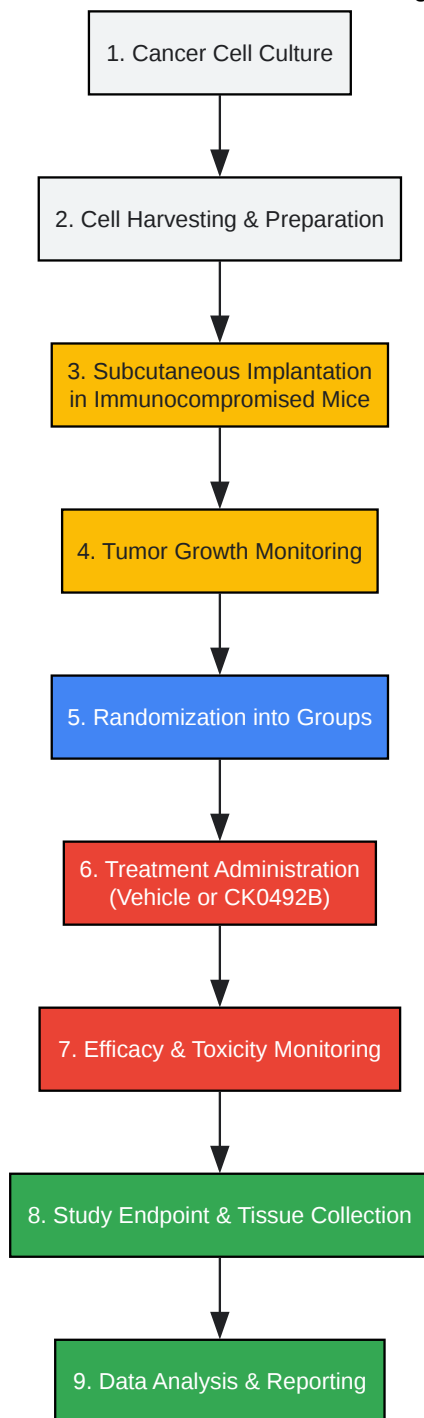 1. Cancer Cell Culture
2. Cell Harvesting & Preparation
3. Subcutaneous Implantation
in Immunocompromised Mice
4. Tumor Growth Monitoring
5. Randomization into Groups
6. Treatment Administration
(Vehicle or CK0492B)
7. Efficacy & Toxicity Monitoring
8. Study Endpoint & Tissue Collection
9. Data Analysis & Reporting